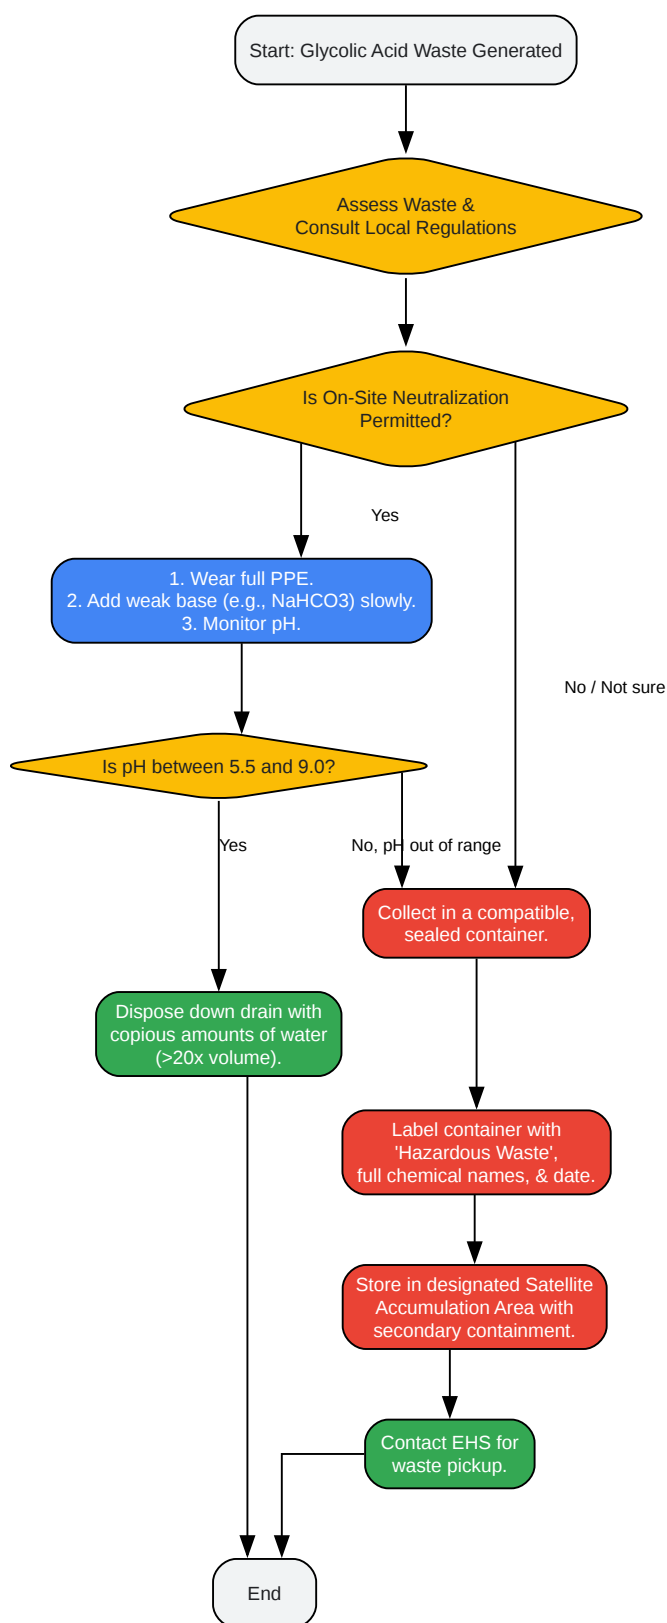 Start: Glycolic Acid Waste Generated
Assess Waste &
Consult Local Regulations
Is On-Site Neutralization
Permitted?
Yes
1. Wear full PPE.
2. Add weak base (e.g., NaHCO3) slowly.
3. Monitor pH.
No / Not sure
Is pH between 5.5 and 9.0?
Yes
No, pH out of range
Collect in a compatible,
sealed container.
Dispose down drain with
copious amounts of water
(>20x volume).
Label container with
'Hazardous Waste',
full chemical names, & date.
Store in designated Satellite
Accumulation Area with
secondary containment.
Contact EHS for
waste pickup.
End